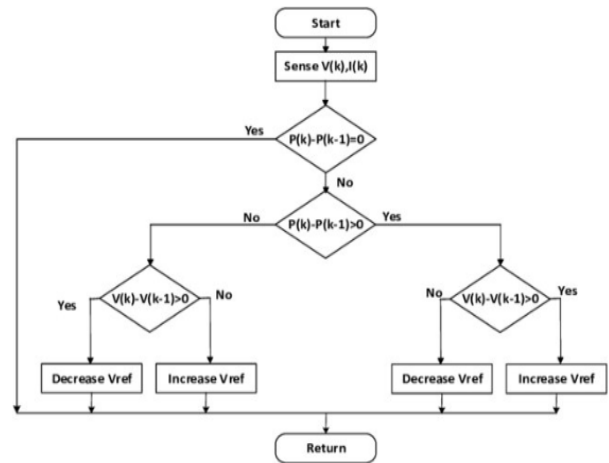 Start
Sense V(k),I(k)
Yes
P(k)-P(k-1)=0
No
No
P(k)-P(k-1)>0
Yes
Yes
V(k)-V(k-1)>0
No
No
V(k)-V(k-1)>0
Yes
Decrease Vref
Increase Vref
Decrease Vref
Increase Vref
Return